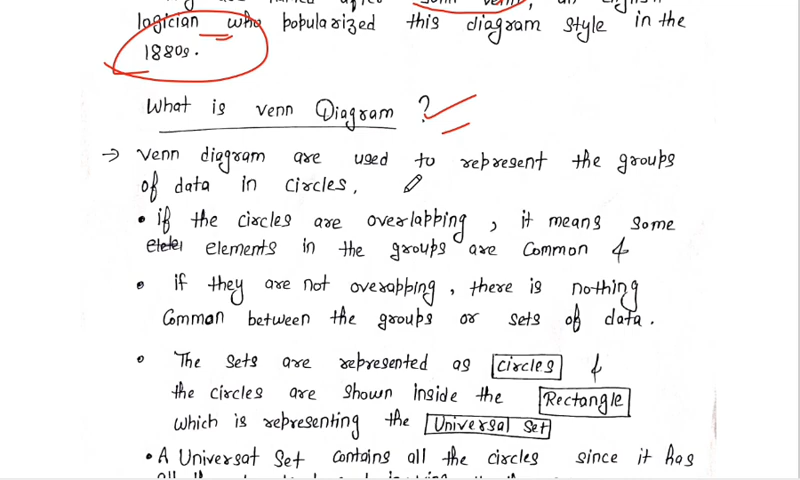 logician who popularized this diagram style in the
1880s.
What is venn Diagram ?
→ Venn diagram are used to represent the groups
of data in circles.
• if the circles are overlapping, it means some
elements in the groups are common &
• if they are not overapping, there is nothing
Common between the groups or sets of data.
• The sets are represented as circles &
the circles are shown inside the Rectangle
which is representing the Universal Set
• A Universal Set contains all the circles since it has